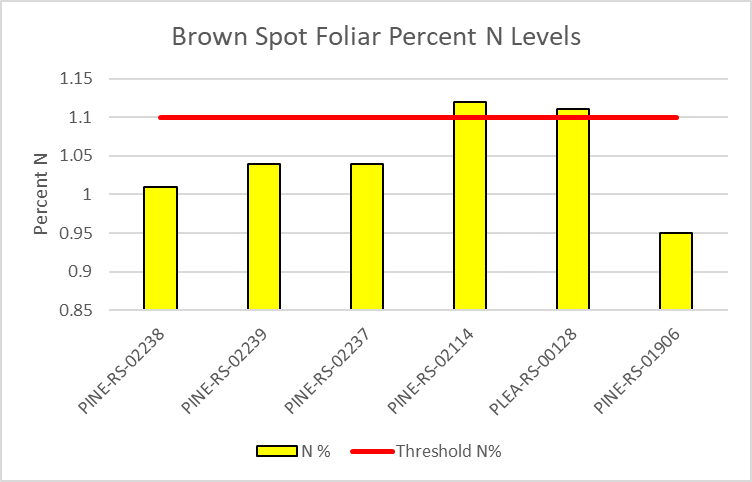 Brown Spot Foliar Percent N Levels
Percent N
1.15
1.1
1.05
1
0.95
0.9
0.85
PINE-RS-02238
PINE-RS-02239
PINE-RS-02237
PINE-RS-02114
PLEA-RS-00128
PINE-RS-01906
N %
Threshold N%